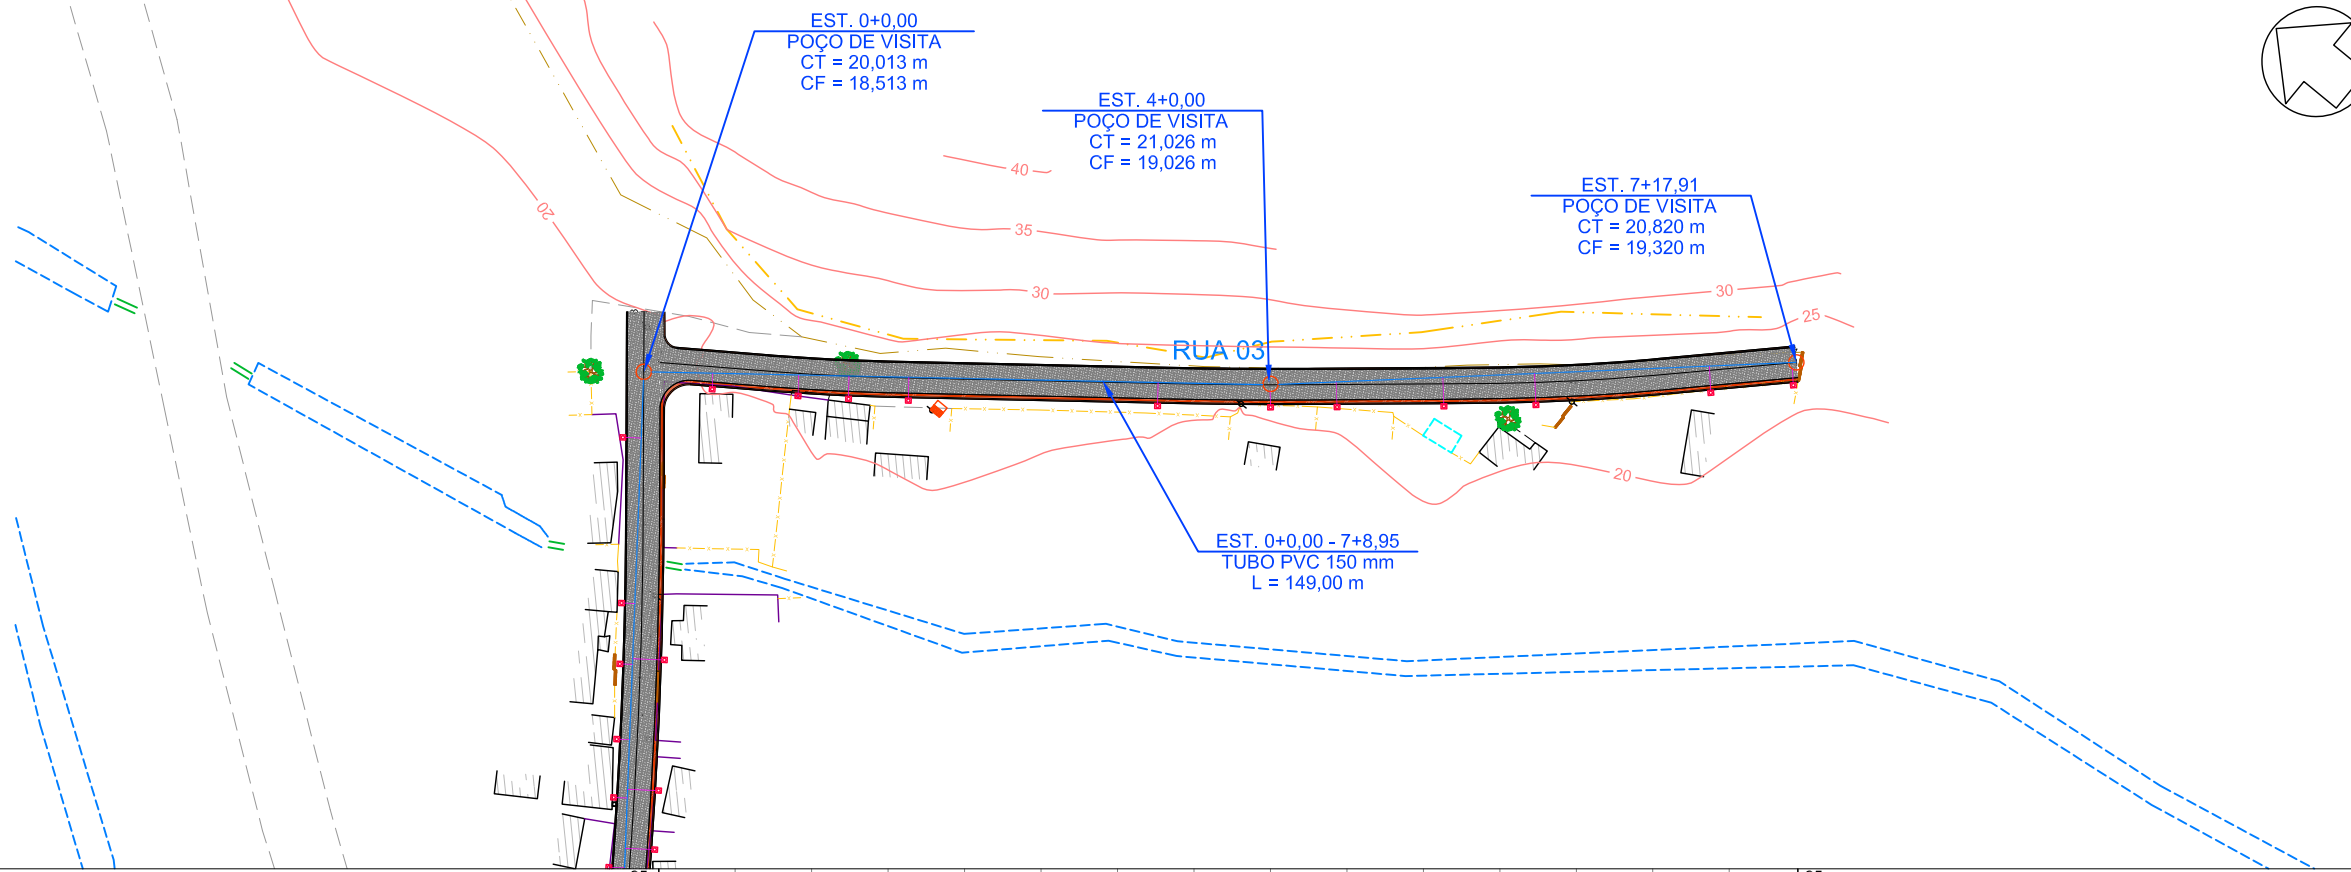 EST. 0+0,00
POÇO DE VISITA
CT = 20,013 m
CF = 18,513 m
EST. 4+0,00
POÇO DE VISITA
CT = 21,026 m
CF = 19,026 m
EST. 7+17,91
POÇO DE VISITA
CT = 20,820 m
CF = 19,320 m
40
20
35
30
30
25
RUA 03
20
EST. 0+0,00 - 7+8,95
TUBO PVC 150 mm
L = 149,00 m